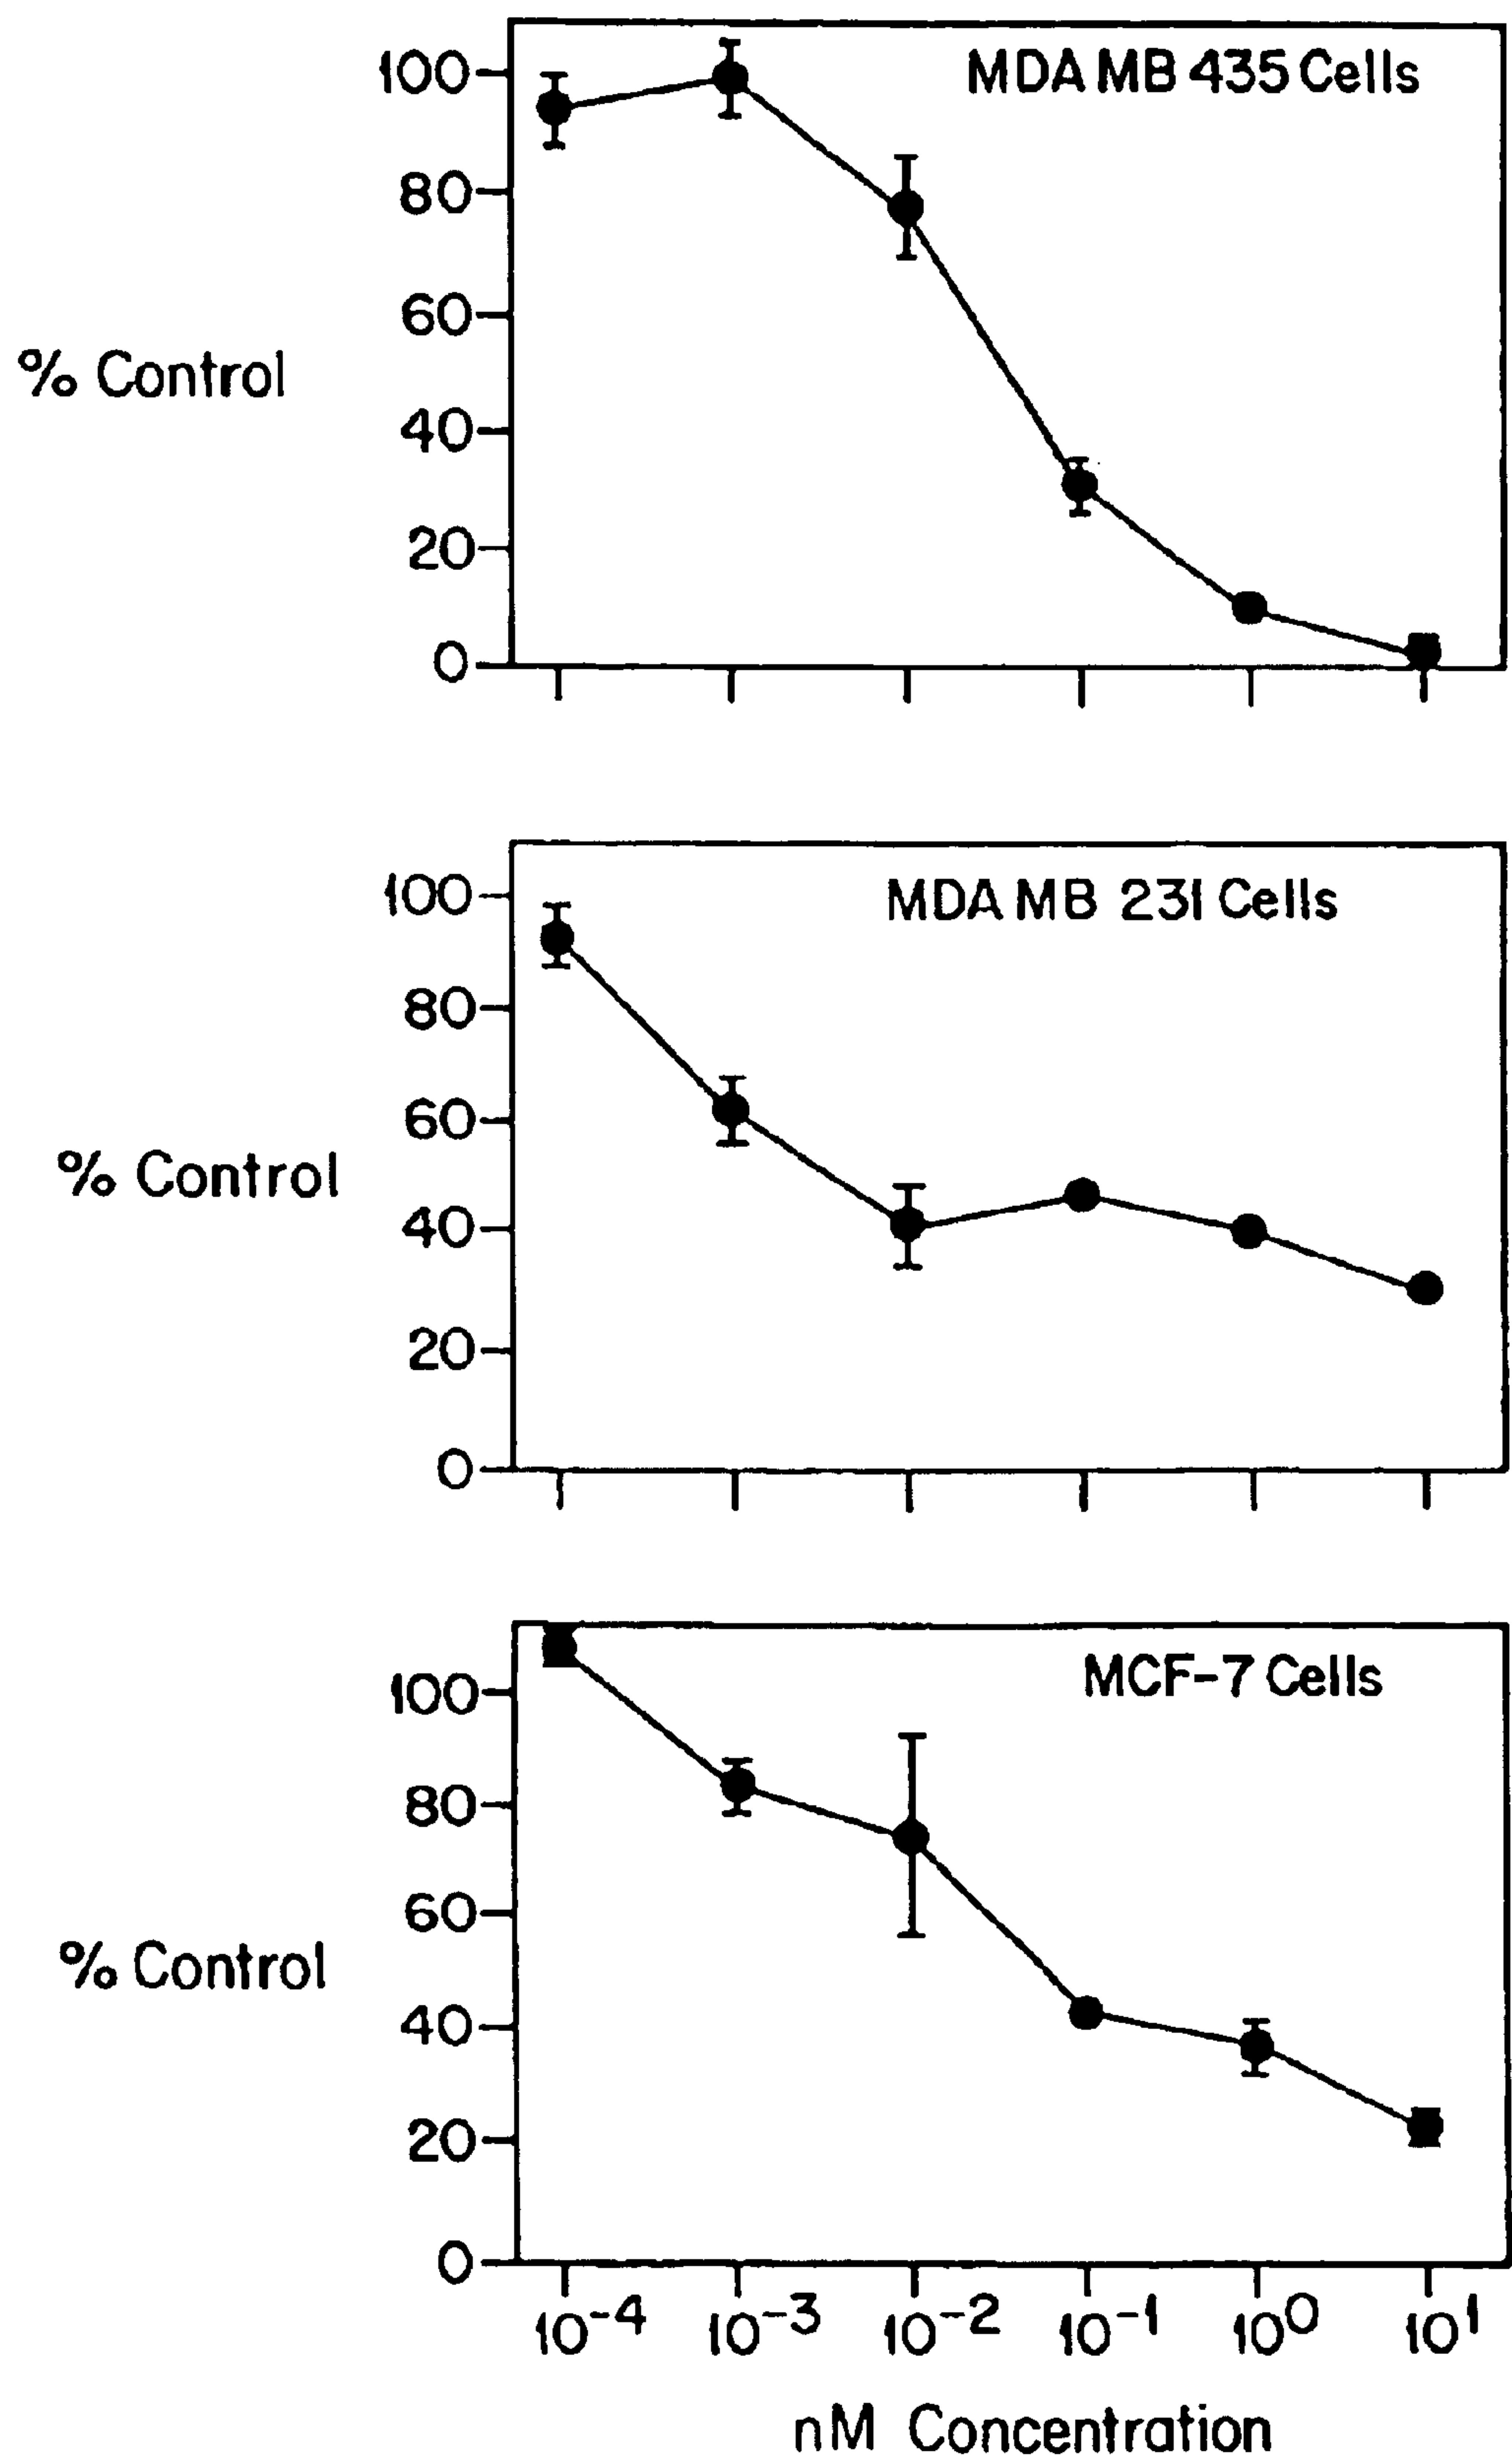 MDA MB 435 Cells
100
80
60
40
20
0
% Control
MDA MB 231 Cells
100
80
60
40
20
0
% Control
MCF-7 Cells
100
80
60
40
20
0
% Control
10⁻⁴ 10⁻³ 10⁻² 10⁻¹ 10⁰ 10¹
nM Concentration